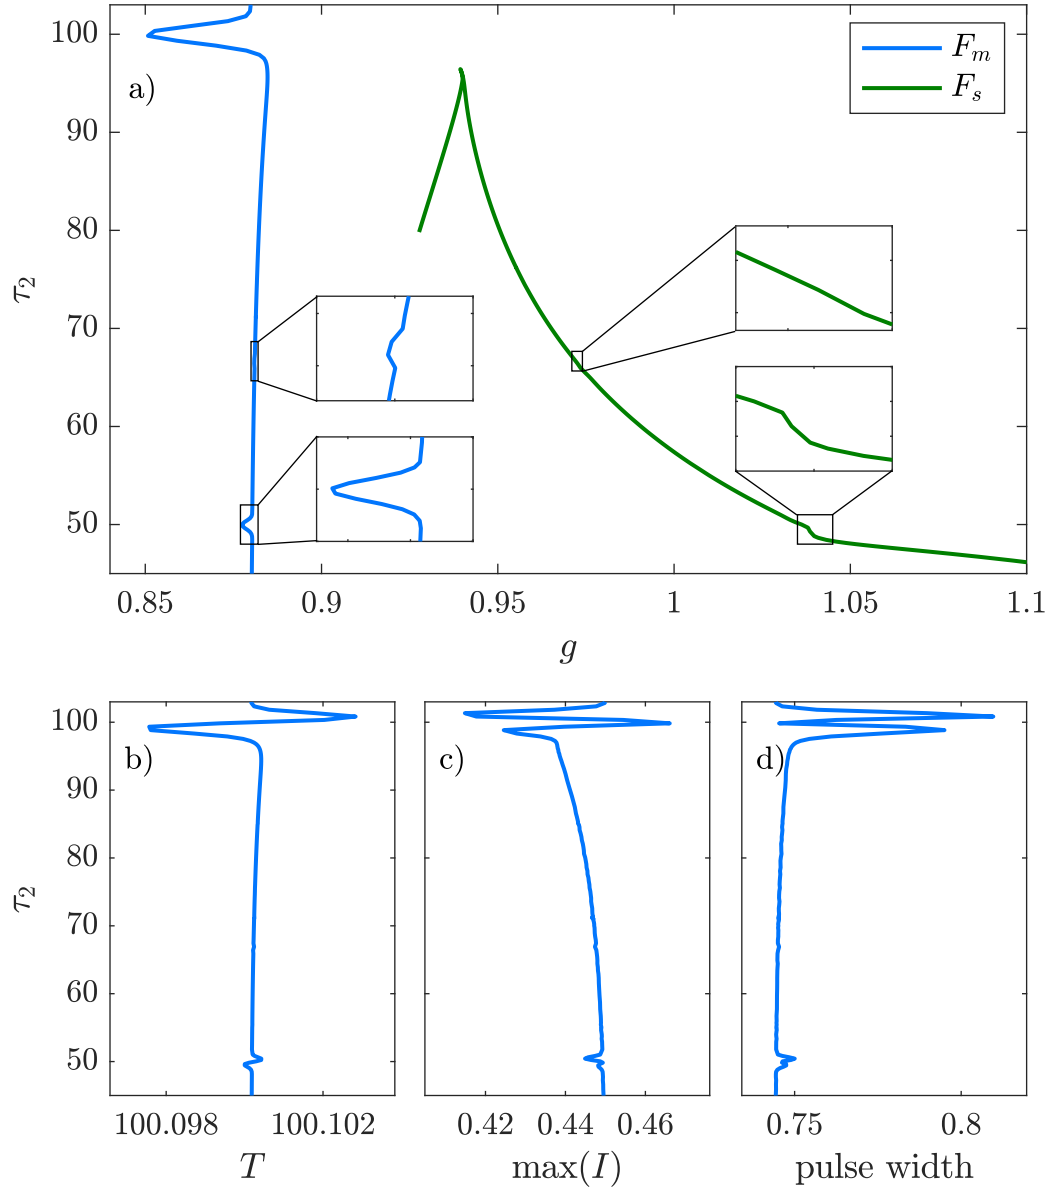 100
90
80
70
60
50
τ₂
a)
F_m
F_s
0.85 0.9 0.95 1 1.05 1.1
g
100
90
80
70
60
50
τ₂
b) c) d)
100.098 100.102 0.42 0.44 0.46 0.75 0.8
T max(I) pulse width